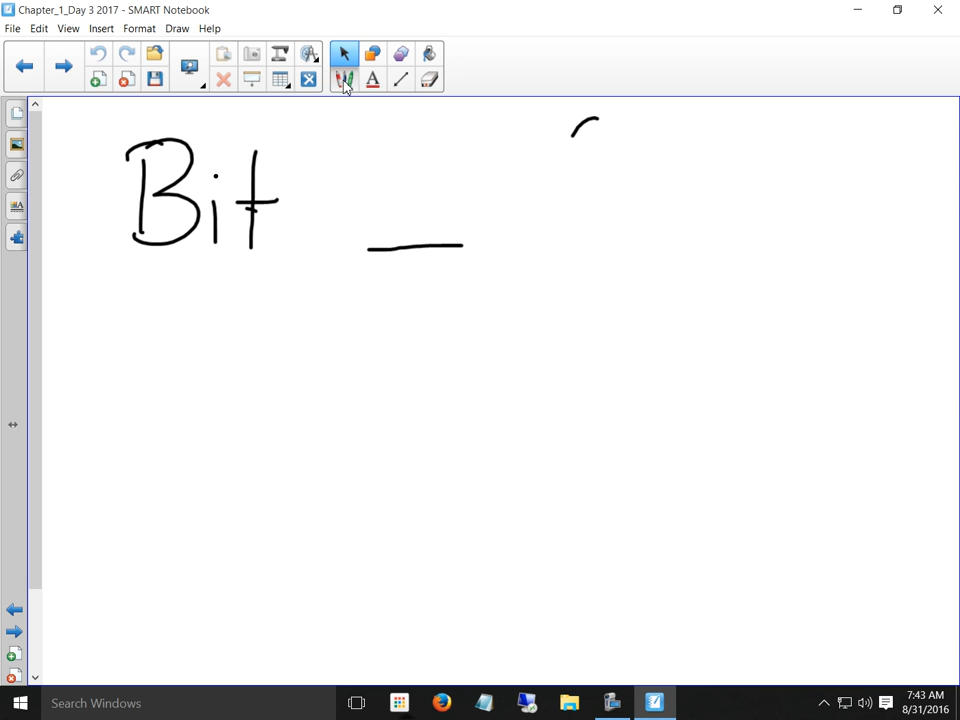 Chapter_1_Day 3 2017 - SMART Notebook
File Edit View Insert Format Draw Help
Bit
Search Windows
7:43 AM
8/31/2016